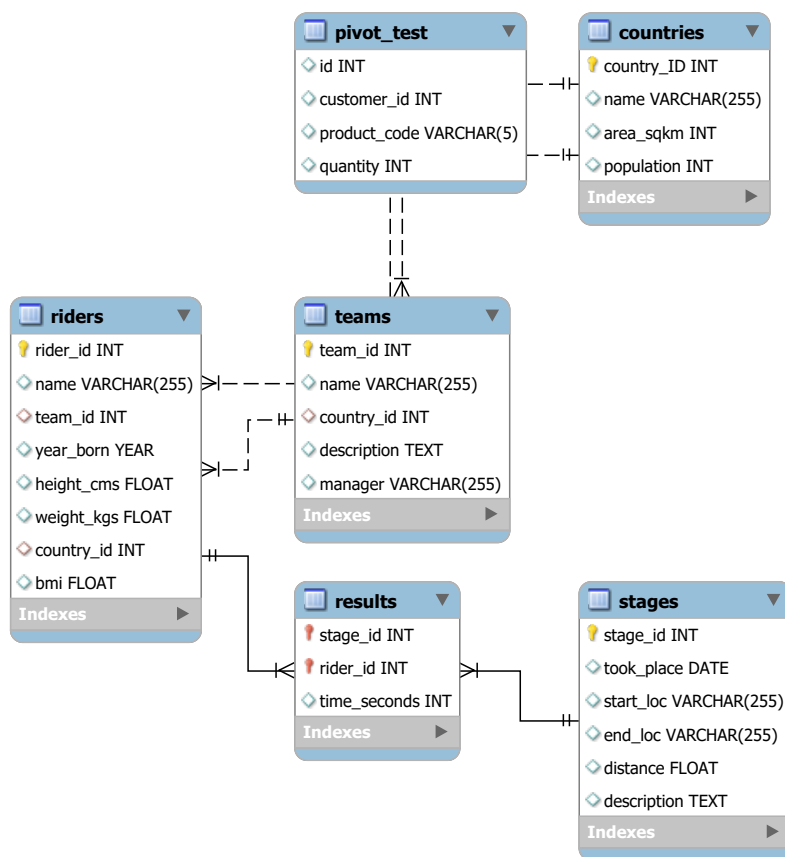 pivot_test
id INT
customer_id INT
product_code VARCHAR(5)
quantity INT
countries
country_ID INT
name VARCHAR(255)
area_sqkm INT
population INT
Indexes
riders
rider_id INT
name VARCHAR(255)
team_id INT
year_born YEAR
height_cms FLOAT
weight_kgs FLOAT
country_id INT
bmi FLOAT
Indexes
teams
team_id INT
name VARCHAR(255)
country_id INT
description TEXT
manager VARCHAR(255)
Indexes
results
stage_id INT
rider_id INT
time_seconds INT
Indexes
stages
stage_id INT
took_place DATE
start_loc VARCHAR(255)
end_loc VARCHAR(255)
distance FLOAT
description TEXT
Indexes